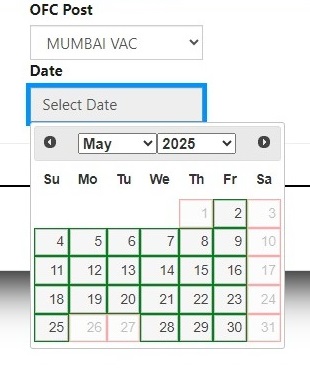 OFC Post
MUMBAI VAC
Date
Select Date
May 2025
Su Mo Tu We Th Fr Sa
1 2 3
4 5 6 7 8 9 10
11 12 13 14 15 16 17
18 19 20 21 22 23 24
25 26 27 28 29 30 31